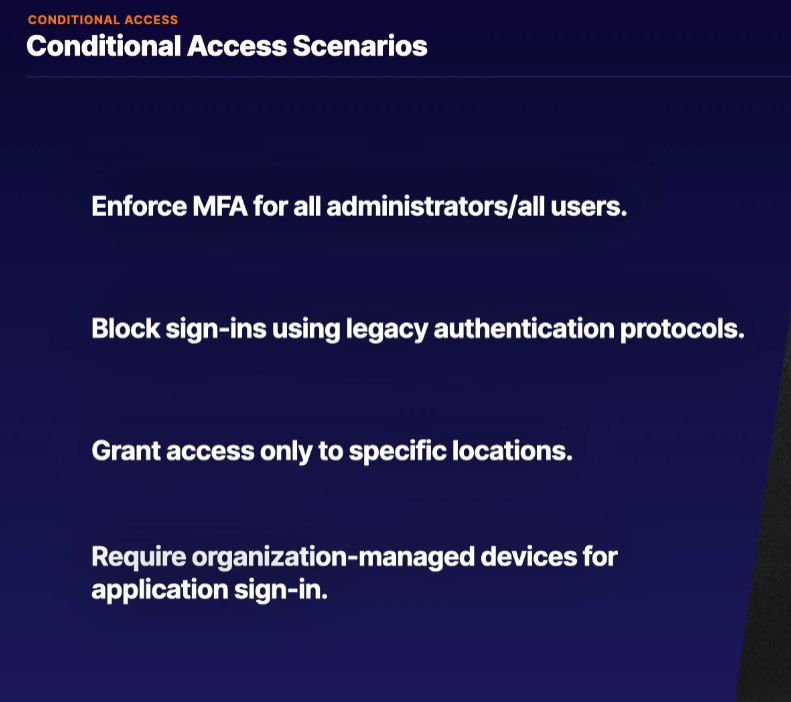 CONDITIONAL ACCESS
Conditional Access Scenarios
Enforce MFA for all administrators/all users.
Block sign-ins using legacy authentication protocols.
Grant access only to specific locations.
Require organization-managed devices for
application sign-in.